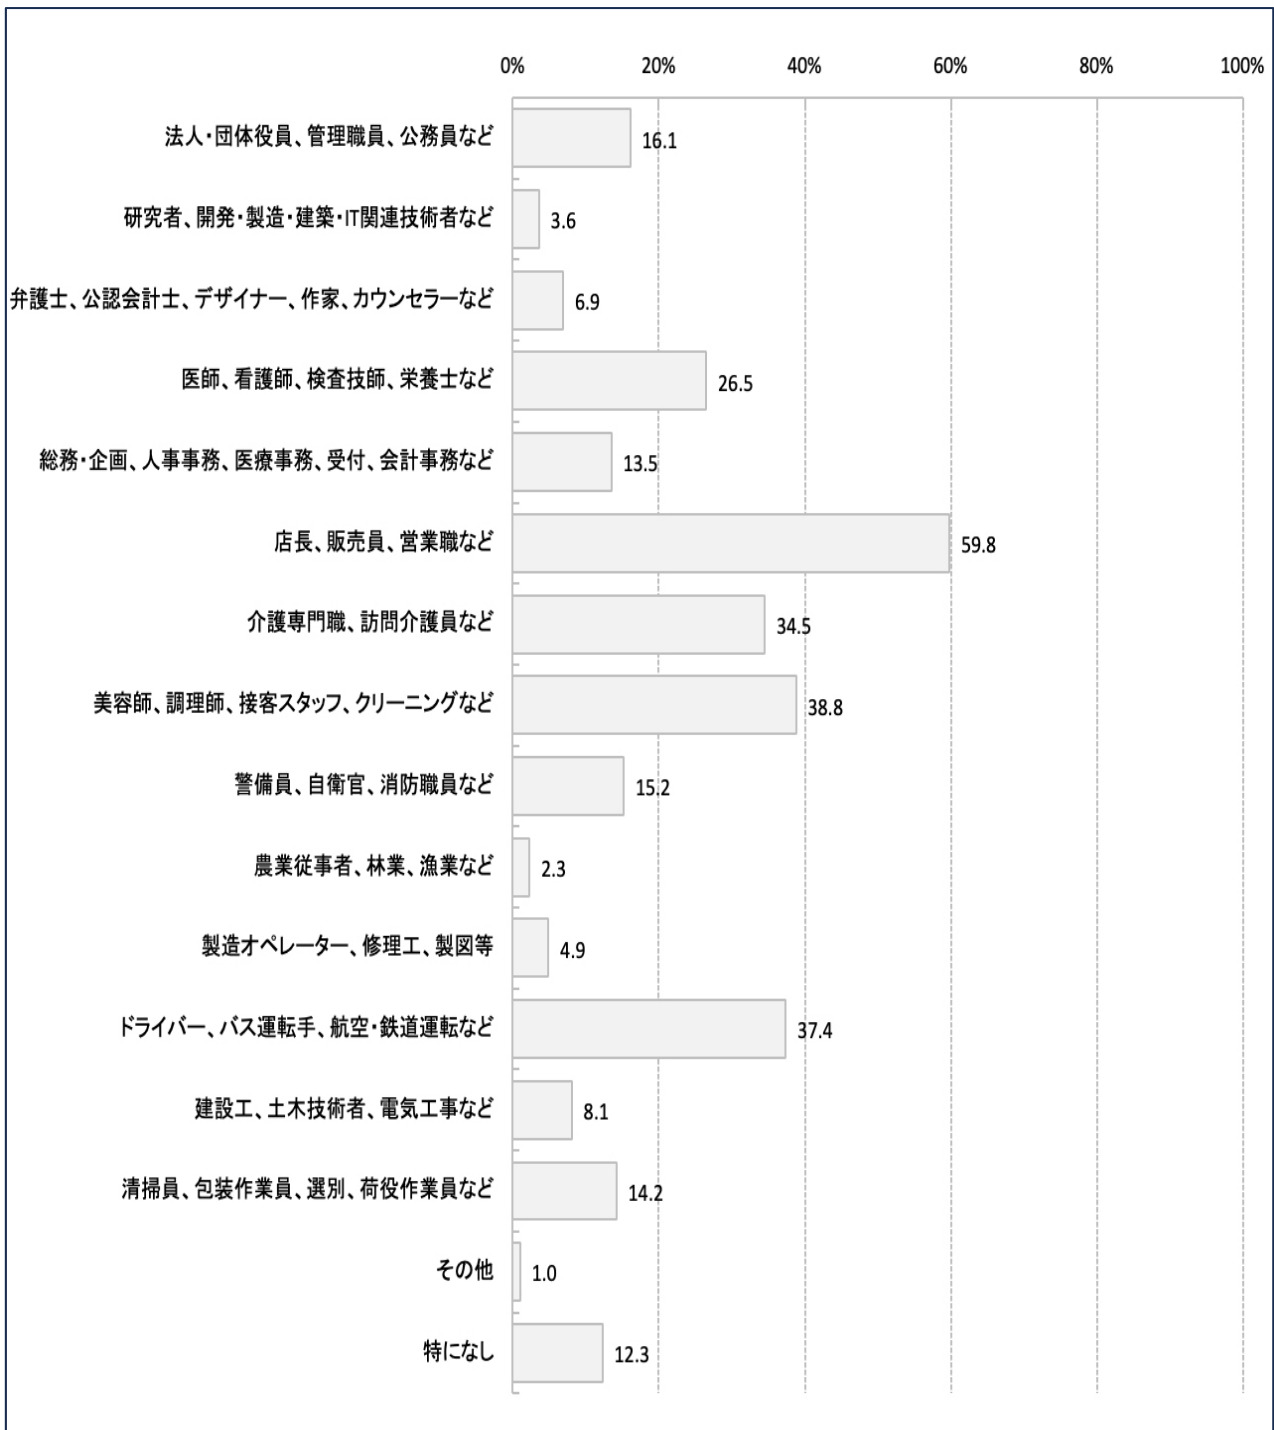 0% 20% 40% 60% 80% 100%
法人・団体役員、管理職員、公務員など 16.1
研究者、開発・製造・建築・IT関連技術者など 3.6
弁護士、公認会計士、デザイナー、作家、カウンセラーなど 6.9
医師、看護師、検査技師、栄養士など 26.5
総務・企画、人事事務、医療事務、受付、会計事務など 13.5
店長、販売員、営業職など 59.8
介護専門職、訪問介護員など 34.5
美容師、調理師、接客スタッフ、クリーニングなど 38.8
警備員、自衛官、消防職員など 15.2
農業従事者、林業、漁業など 2.3
製造オペレーター、修理工、製図等 4.9
ドライバー、バス運転手、航空・鉄道運転など 37.4
建設工、土木技術者、電気工事など 8.1
清掃員、包装作業員、選別、荷役作業員など 14.2
その他 1.0
特になし 12.3